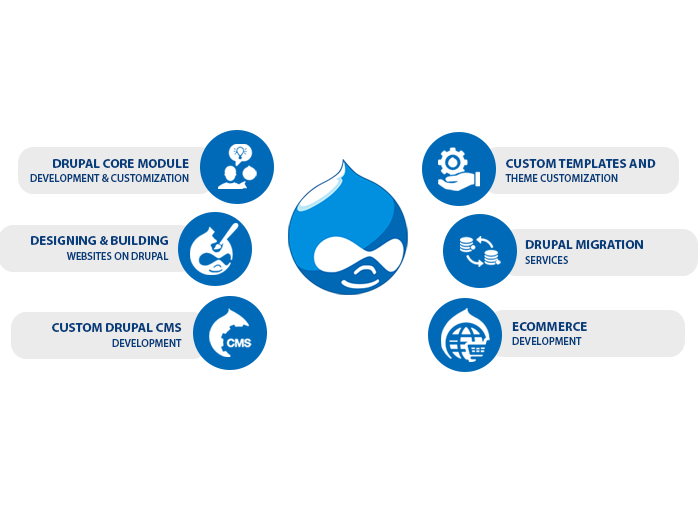 DRUPAL CORE MODULE
DEVELOPMENT & CUSTOMIZATION
DESIGNING & BUILDING
WEBSITES ON DRUPAL
CUSTOM DRUPAL CMS
DEVELOPMENT
CMS
CUSTOM TEMPLATES AND
THEME CUSTOMIZATION
DRUPAL MIGRATION
SERVICES
ECOMMERCE
DEVELOPMENT